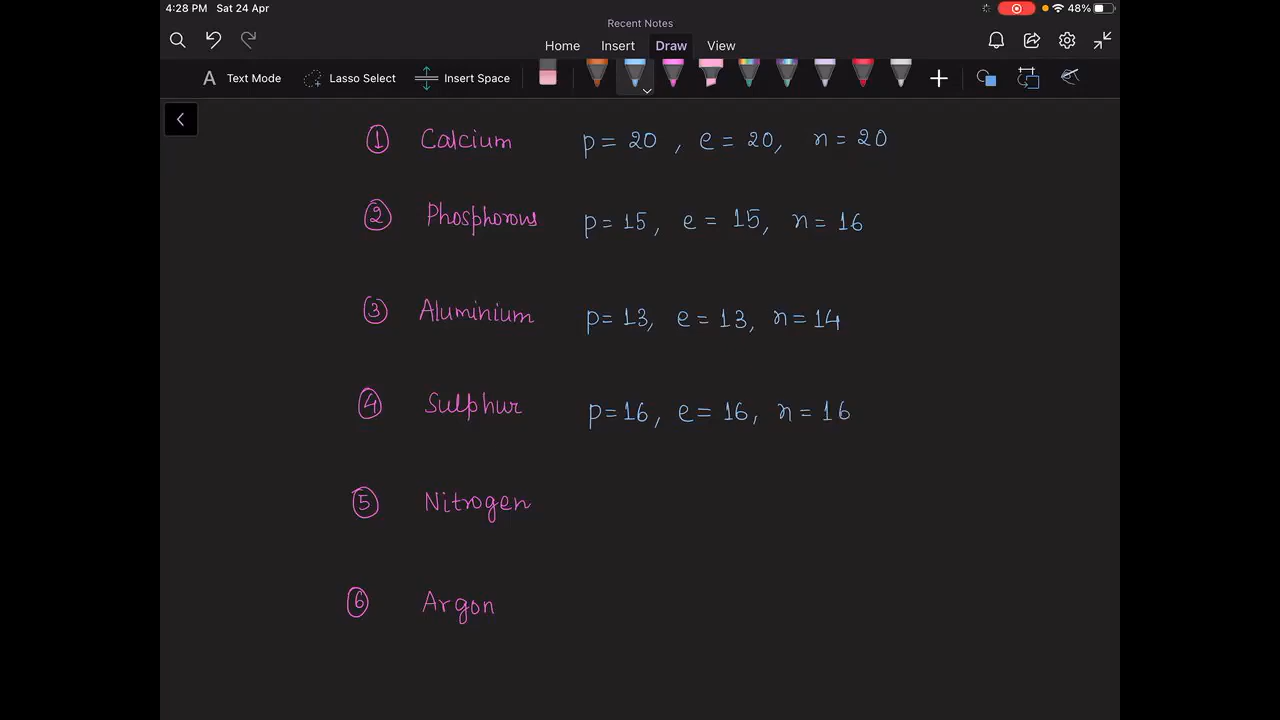 4:28 PM Sat 24 Apr
48%
Recent Notes
Home Insert Draw View
Text Mode Lasso Select Insert Space
① Calcium p = 20 , e = 20, n = 20
② Phosphorous p = 15, e = 15, n = 16
③ Aluminium p = 13, e = 13, n = 14
④ Sulphur p = 16, e = 16, n = 16
⑤ Nitrogen
⑥ Argon